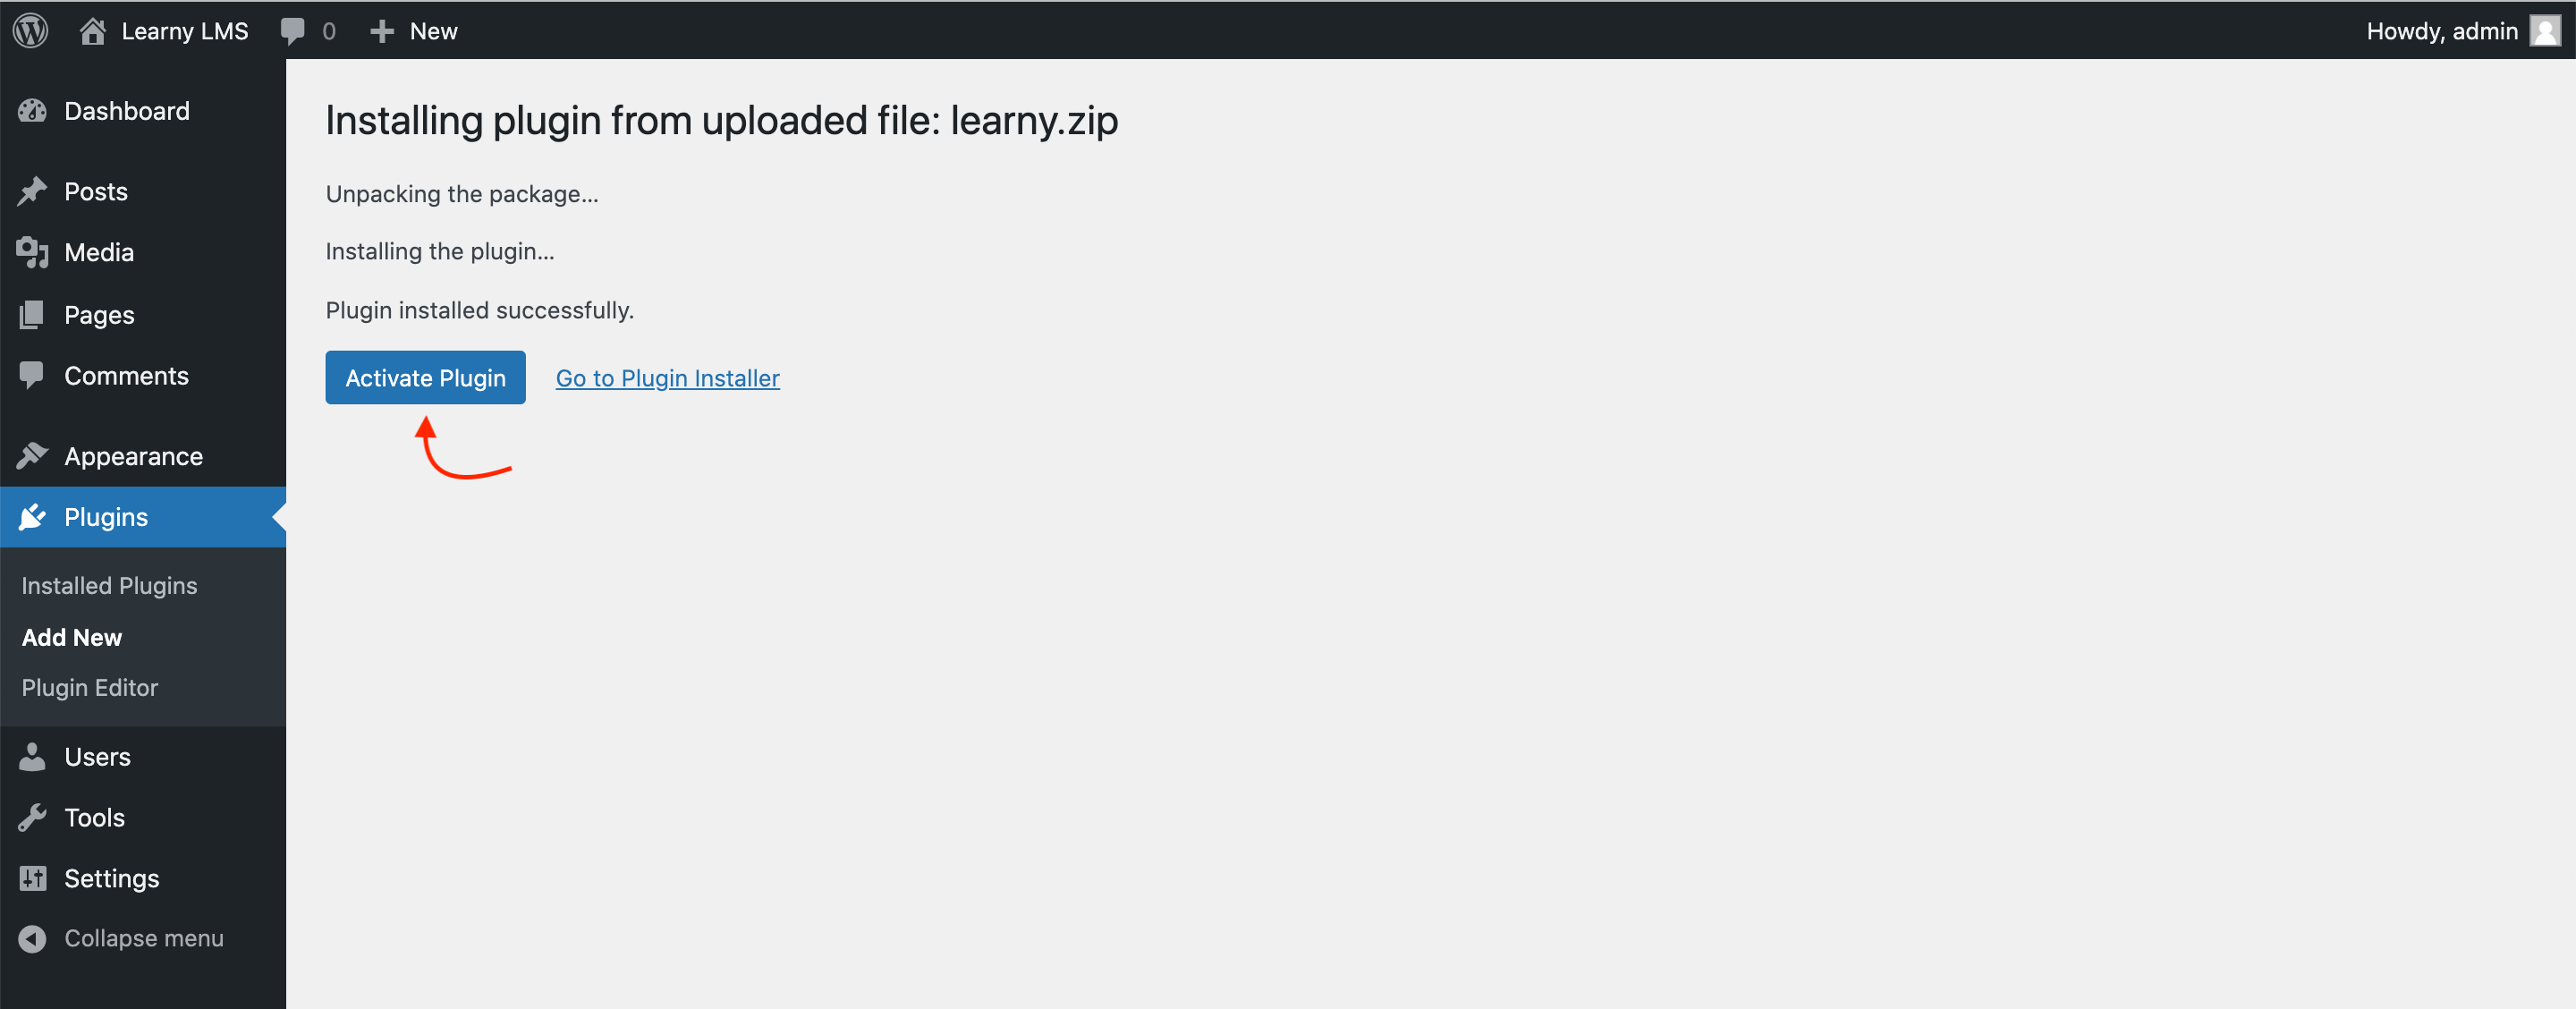 Learny LMS 0 New Howdy, admin
Dashboard
Posts
Media
Pages
Comments
Appearance
Plugins
Installed Plugins
Add New
Plugin Editor
Users
Tools
Settings
Collapse menu
Installing plugin from uploaded file: learny.zip
Unpacking the package…
Installing the plugin…
Plugin installed successfully.
Activate Plugin Go to Plugin Installer